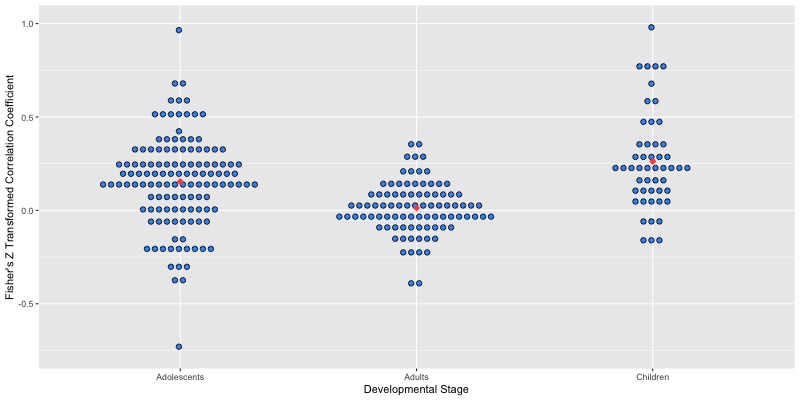 Fisher's Z Transformed Correlation Coefficient
1.0
0.5
0.0
-0.5
Adolescents Adults Children
Developmental Stage